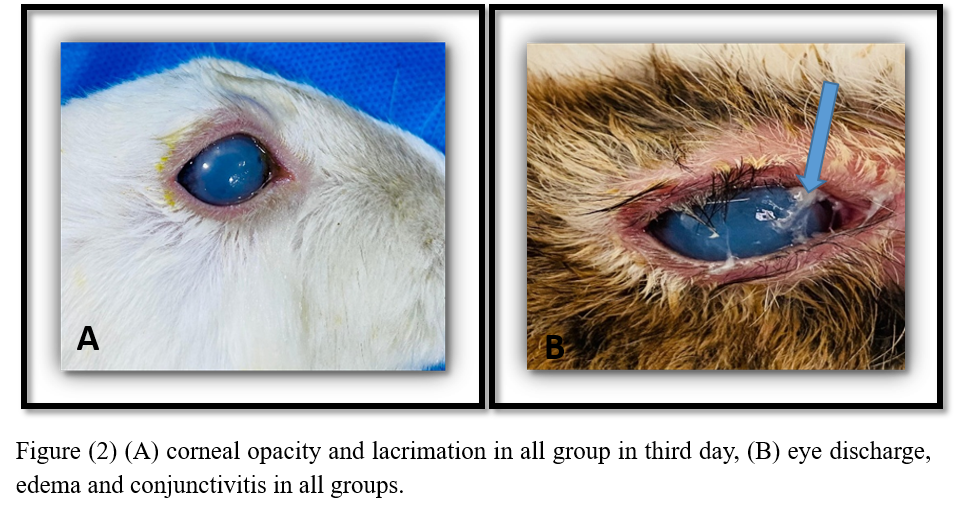 A
B
Figure (2) (A) corneal opacity and lacrimation in all group in third day, (B) eye discharge,
edema and conjunctivitis in all groups.